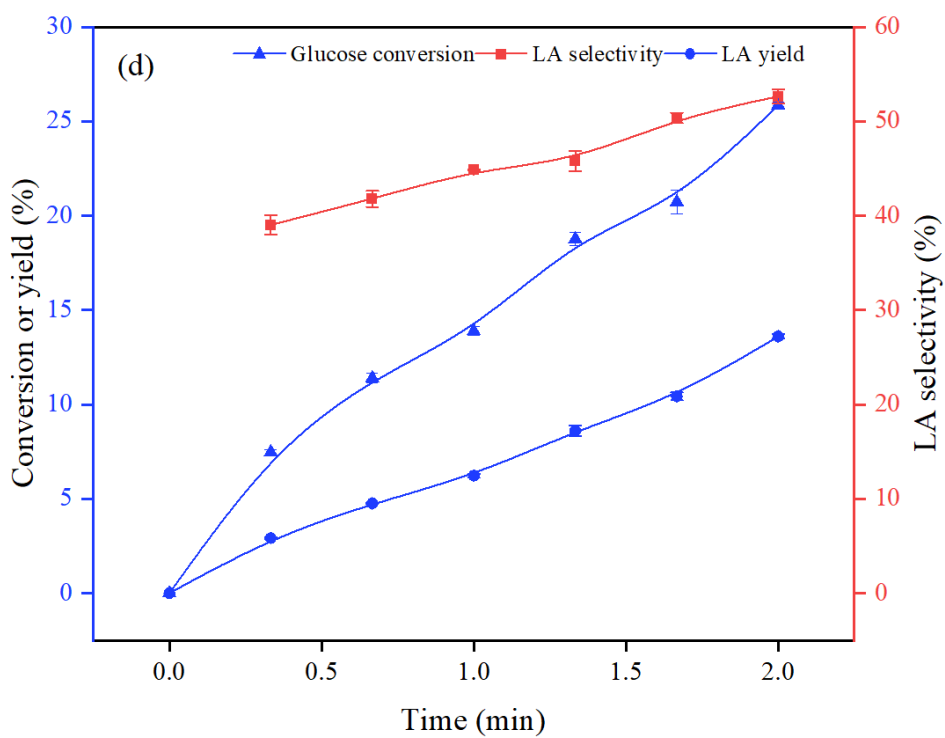 (d)
Glucose conversion LA selectivity LA yield
30
25
20
15
10
5
0
Conversion or yield (%)
60
50
40
30
20
10
0
LA selectivity (%)
0.0 0.5 1.0 1.5 2.0
Time (min)